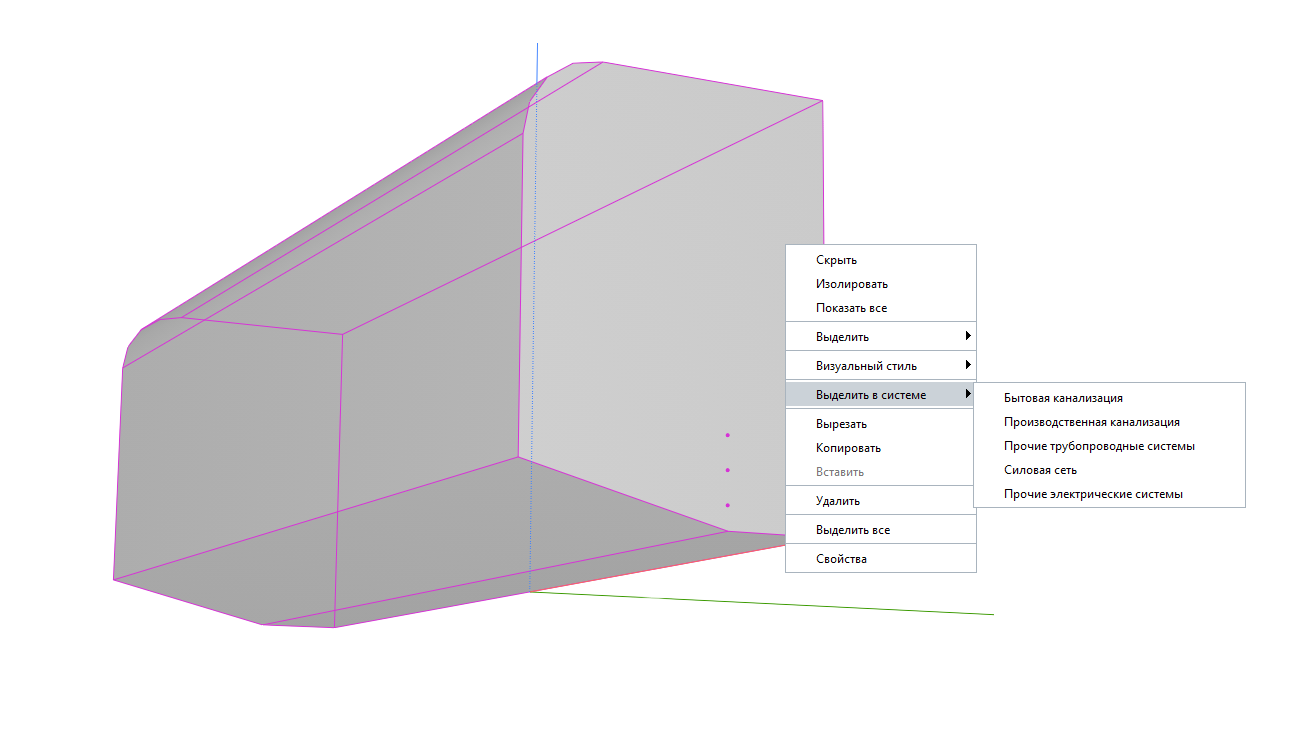 Скрыть
Изолировать
Показать все
Выделить
Визуальный стиль
Выделить в системе
Вырезать
Копировать
Вставить
Удалить
Выделить все
Свойства
Бытовая канализация
Производственная канализация
Прочие трубопроводные системы
Силовая сеть
Прочие электрические системы